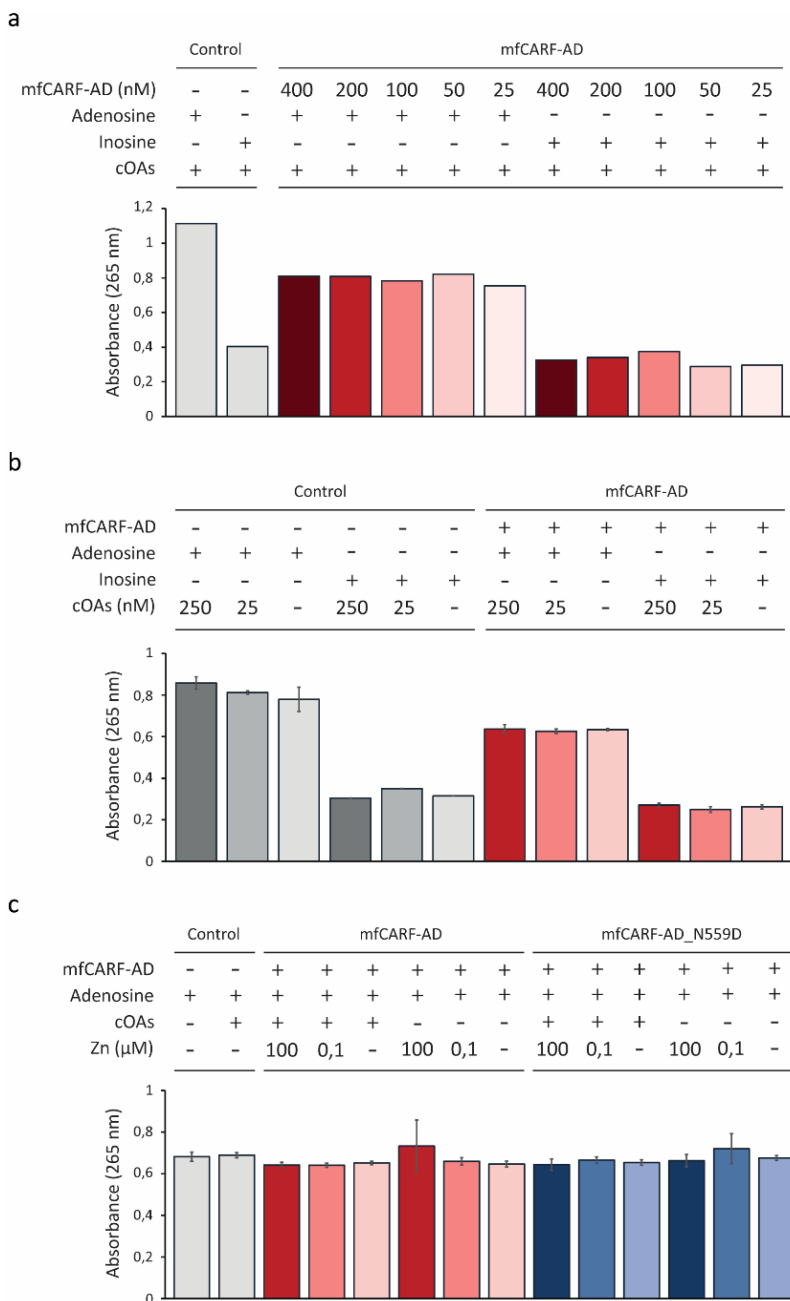 a
Control mfCARF-AD
mfCARF-AD (nM) – – 400 200 100 50 25 400 200 100 50 25
Adenosine + – + + + + + – – – – –
Inosine – + – – – – – + + + + +
cOAs + + + + + + + + + + + +
Absorbance (265 nm)
1,2
1
0,8
0,6
0,4
0,2
0
b
Control mfCARF-AD
mfCARF-AD – – – – – – + + + + + +
Adenosine + + + – – – + + + – – –
Inosine – – – + + + – – – + + +
cOAs (nM) 250 25 – 250 25 – 250 25 – 250 25 –
Absorbance (265 nm)
1
0,8
0,6
0,4
0,2
0
c
Control mfCARF-AD mfCARF-AD_N559D
mfCARF-AD – – + + + + + + + + + + + +
Adenosine + + + + + + + + + + + + + +
cOAs – + + + + – – – + + + – – –
Zn (µM) – – 100 0,1 – 100 0,1 – 100 0,1 – 100 0,1 –
Absorbance (265 nm)
1
0,8
0,6
0,4
0,2
0